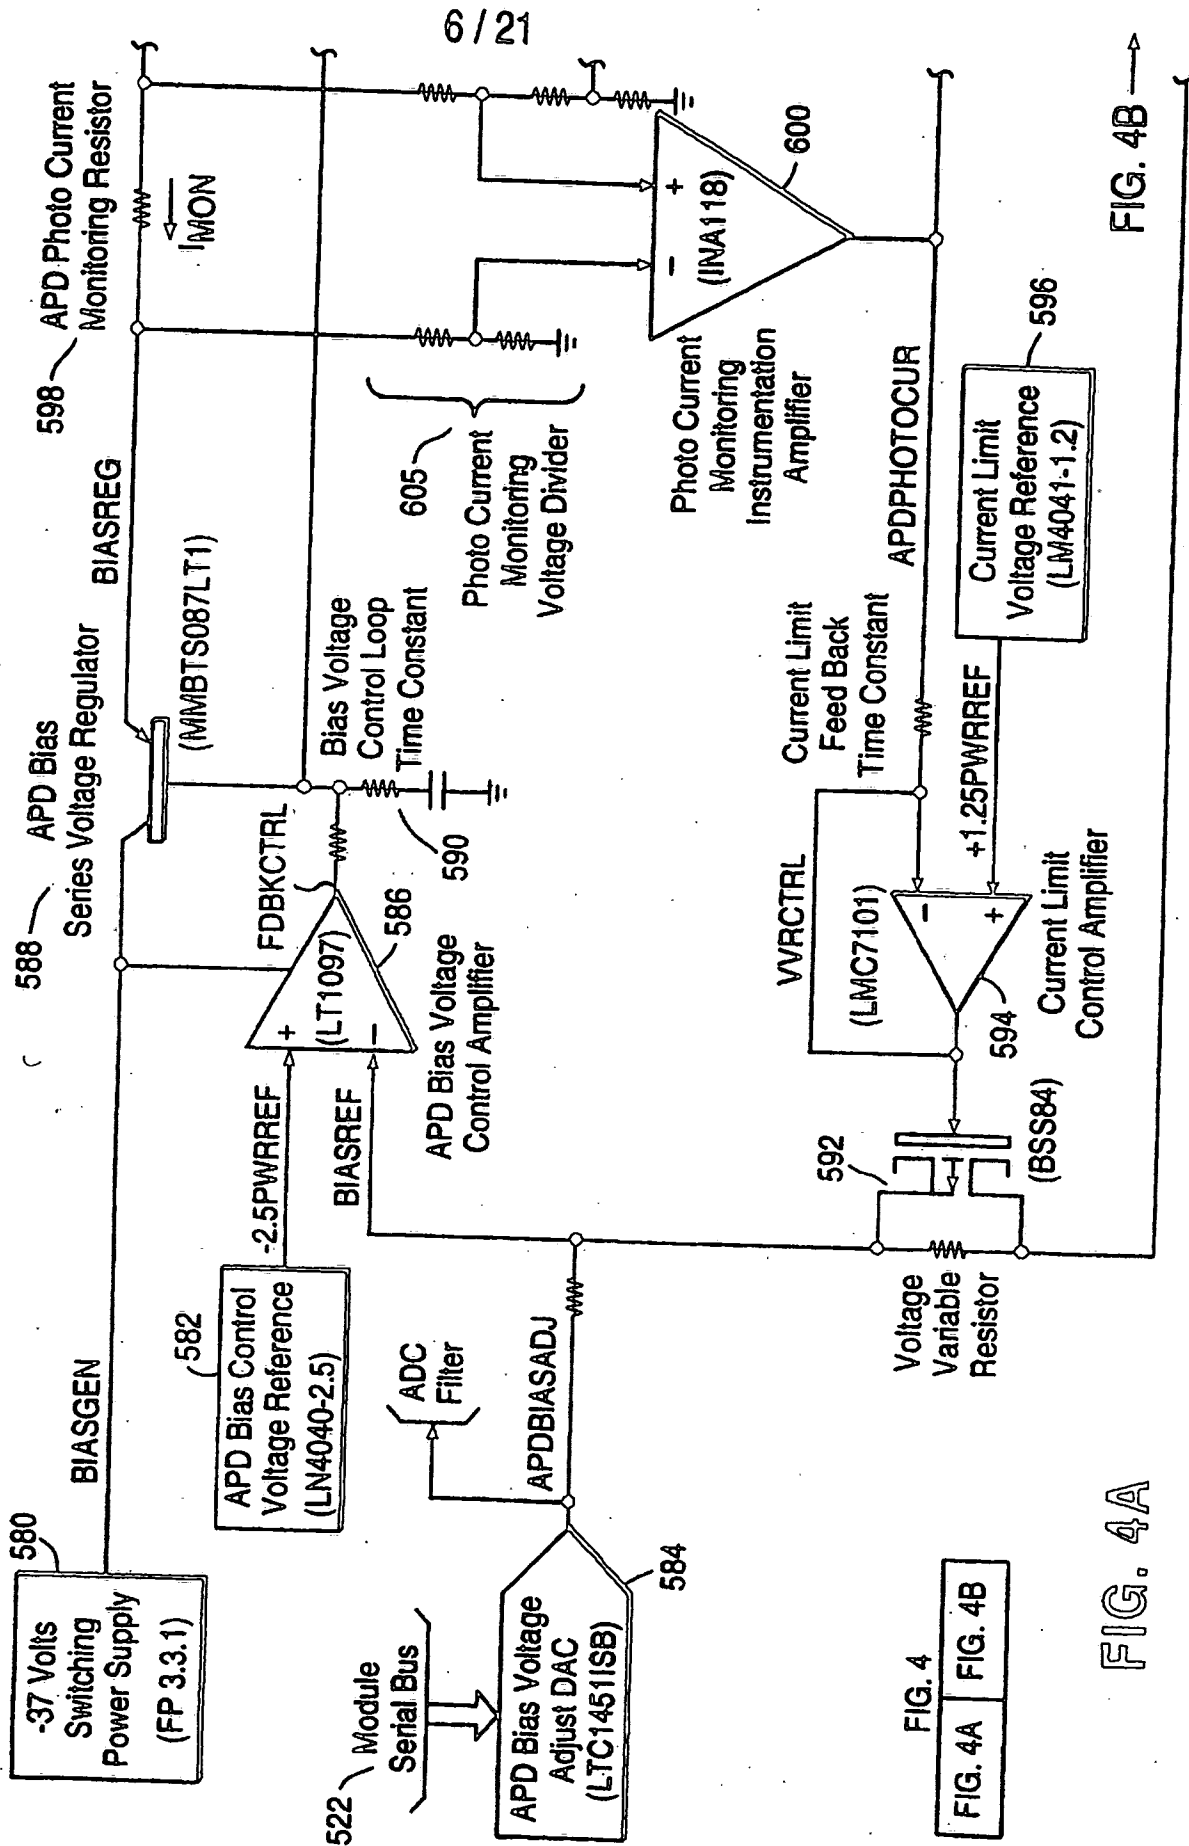 6 / 21
580
-37 Volts
Switching
Power Supply
(FP 3.3.1)
BIASGEN
588
APD Bias
Series Voltage Regulator
(MMBTS087LT1)
BIASREG
598
APD Photo Current
Monitoring Resistor
IMON
582
APD Bias Control
Voltage Reference
(LN4040-2.5)
-2.5PWRREF
BIASREF
+
−
(LT1097)
FDBKCTRL
586
APD Bias Voltage
Control Amplifier
590
Bias Voltage
Control Loop
Time Constant
605
Photo Current
Monitoring
Voltage Divider
−
+
(INA118)
600
Photo Current
Monitoring
Instrumentation
Amplifier
522
Module
Serial Bus
APD Bias Voltage
Adjust DAC
(LTC1451ISB)
584
ADC
Filter
APDBIASADJ
Voltage
Variable
Resistor
592
(BSS84)
VVRCTRL
(LMC7101)
−
+
594
Current Limit
Control Amplifier
Current Limit
Feed Back
Time Constant
APDPHOTOCUR
+1.25PWRREF
Current Limit
Voltage Reference
(LM4041-1.2)
596
FIG. 4
FIG. 4A
FIG. 4B
FIG. 4A
FIG. 4B